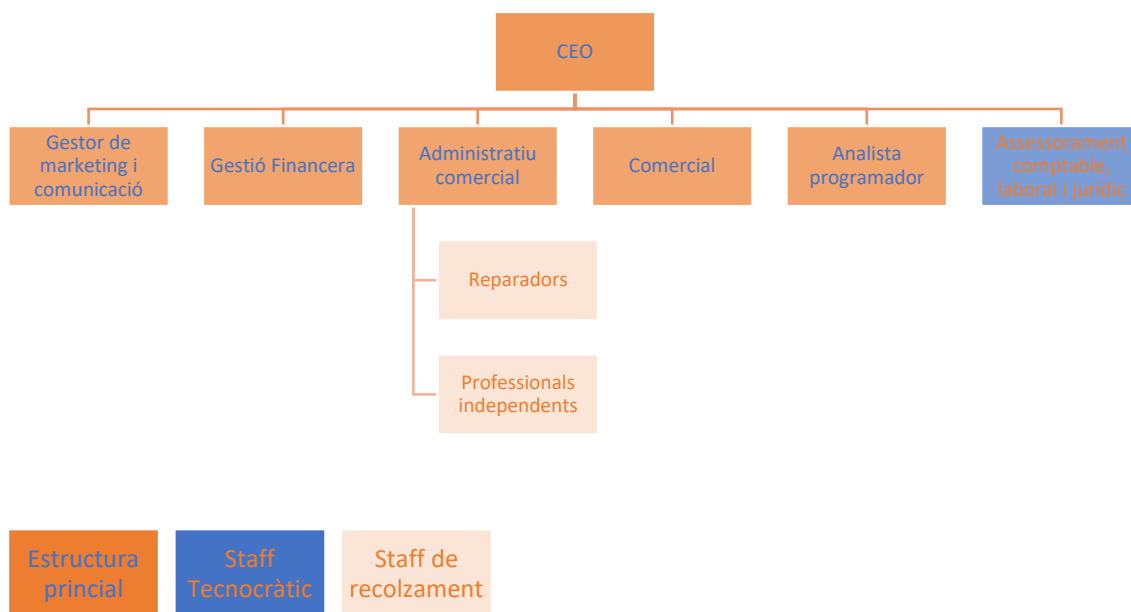 CEO
Gestor de
marketing i
comunicació
Gestió Financera
Administratiu
comercial
Comercial
Analista
programador
Assessorament
comptable,
laboral i jurídic
Reparadors
Professionals
independents
Estructura
princial
Staff
Tecnocràtic
Staff de
recolzament